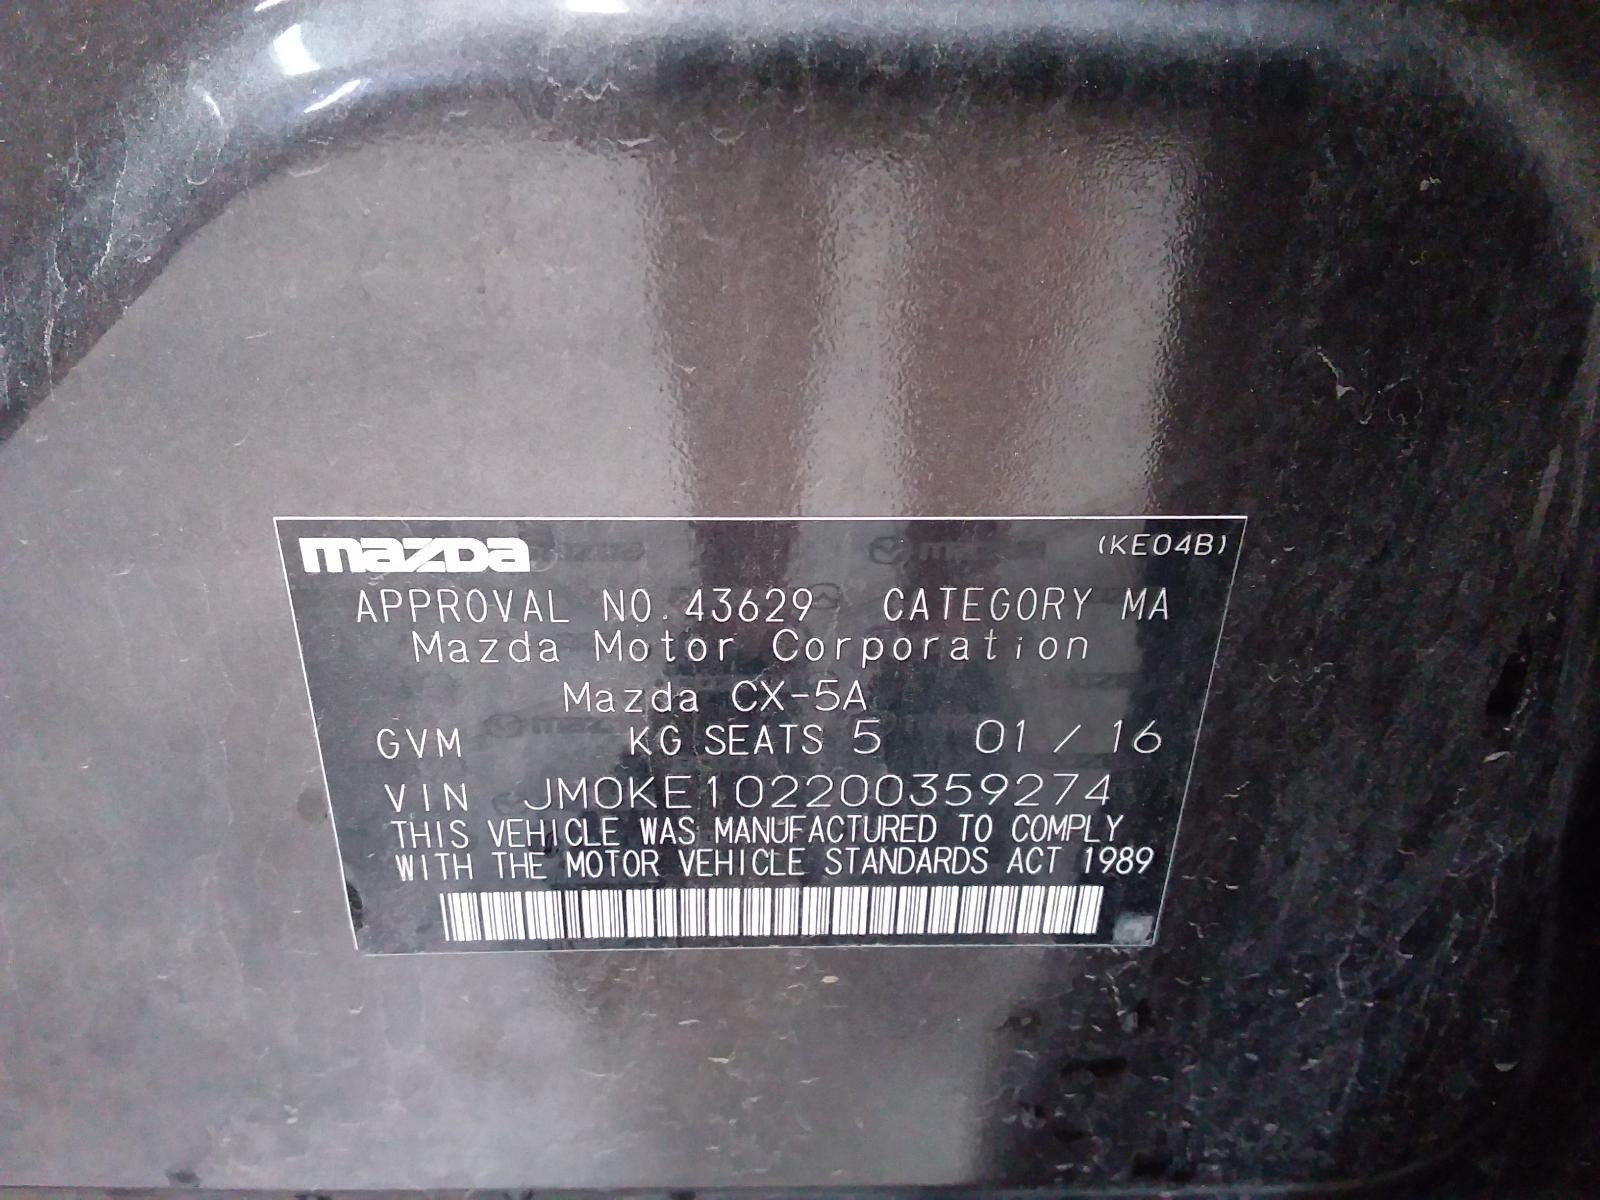 mazda (KE04B)
APPROVAL NO.43629 CATEGORY MA
Mazda Motor Corporation
Mazda CX-5A
GVM KG SEATS 5 01 / 16
VIN JM0KE102200359274
THIS VEHICLE WAS MANUFACTURED TO COMPLY
WITH THE MOTOR VEHICLE STANDARDS ACT 1989